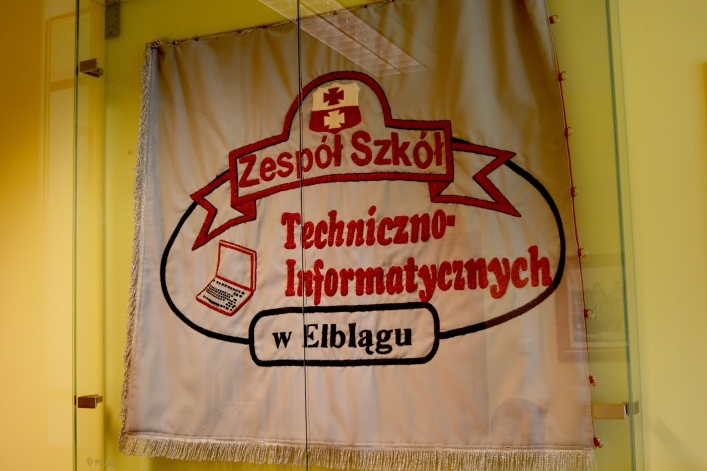 Zespół Szkół
Techniczno-
Informatycznych
w Elblągu